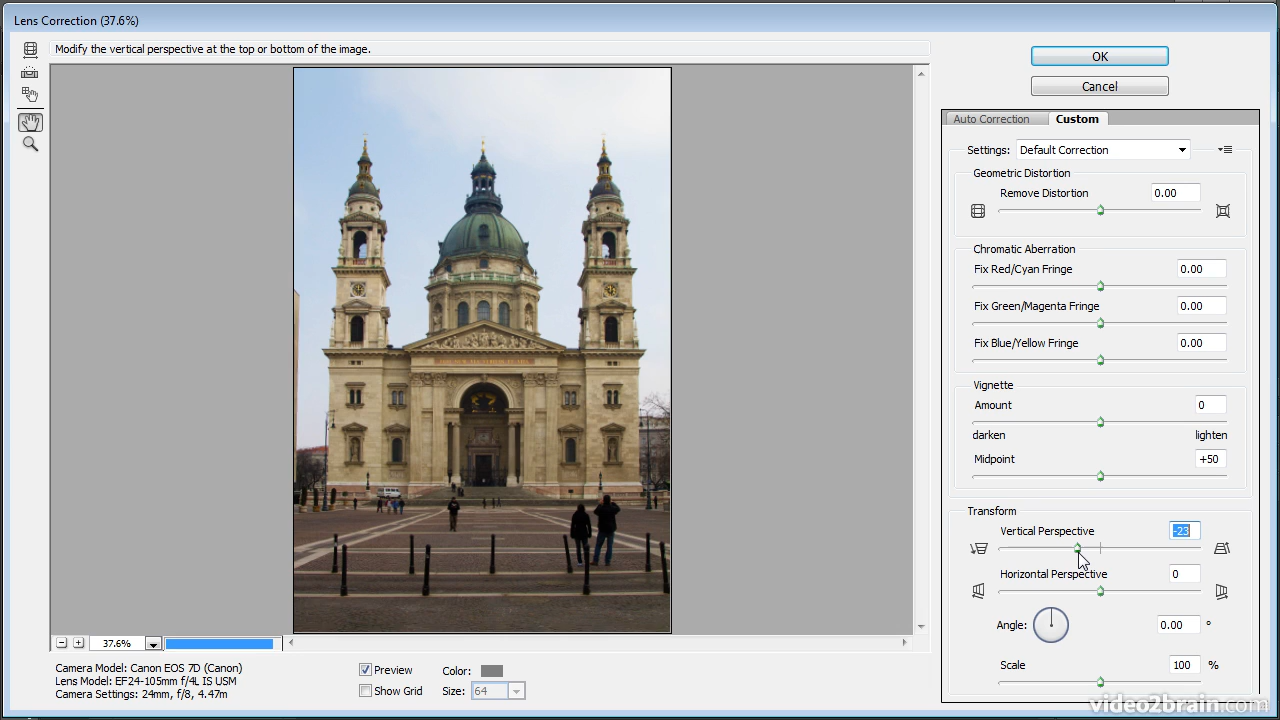 Lens Correction (37.6%)
Modify the vertical perspective at the top or bottom of the image.
OK
Cancel
Auto Correction Custom
Settings: Default Correction
Geometric Distortion
Remove Distortion 0.00
Chromatic Aberration
Fix Red/Cyan Fringe 0.00
Fix Green/Magenta Fringe 0.00
Fix Blue/Yellow Fringe 0.00
Vignette
Amount 0
darken lighten
Midpoint +50
Transform
Vertical Perspective -23
Horizontal Perspective 0
Angle: 0.00 °
Scale 100 %
37.6%
Camera Model: Canon EOS 7D (Canon)
Lens Model: EF24-105mm f/4L IS USM
Camera Settings: 24mm, f/8, 4.47m
Preview Color:
Show Grid Size: 64
video2brain.com